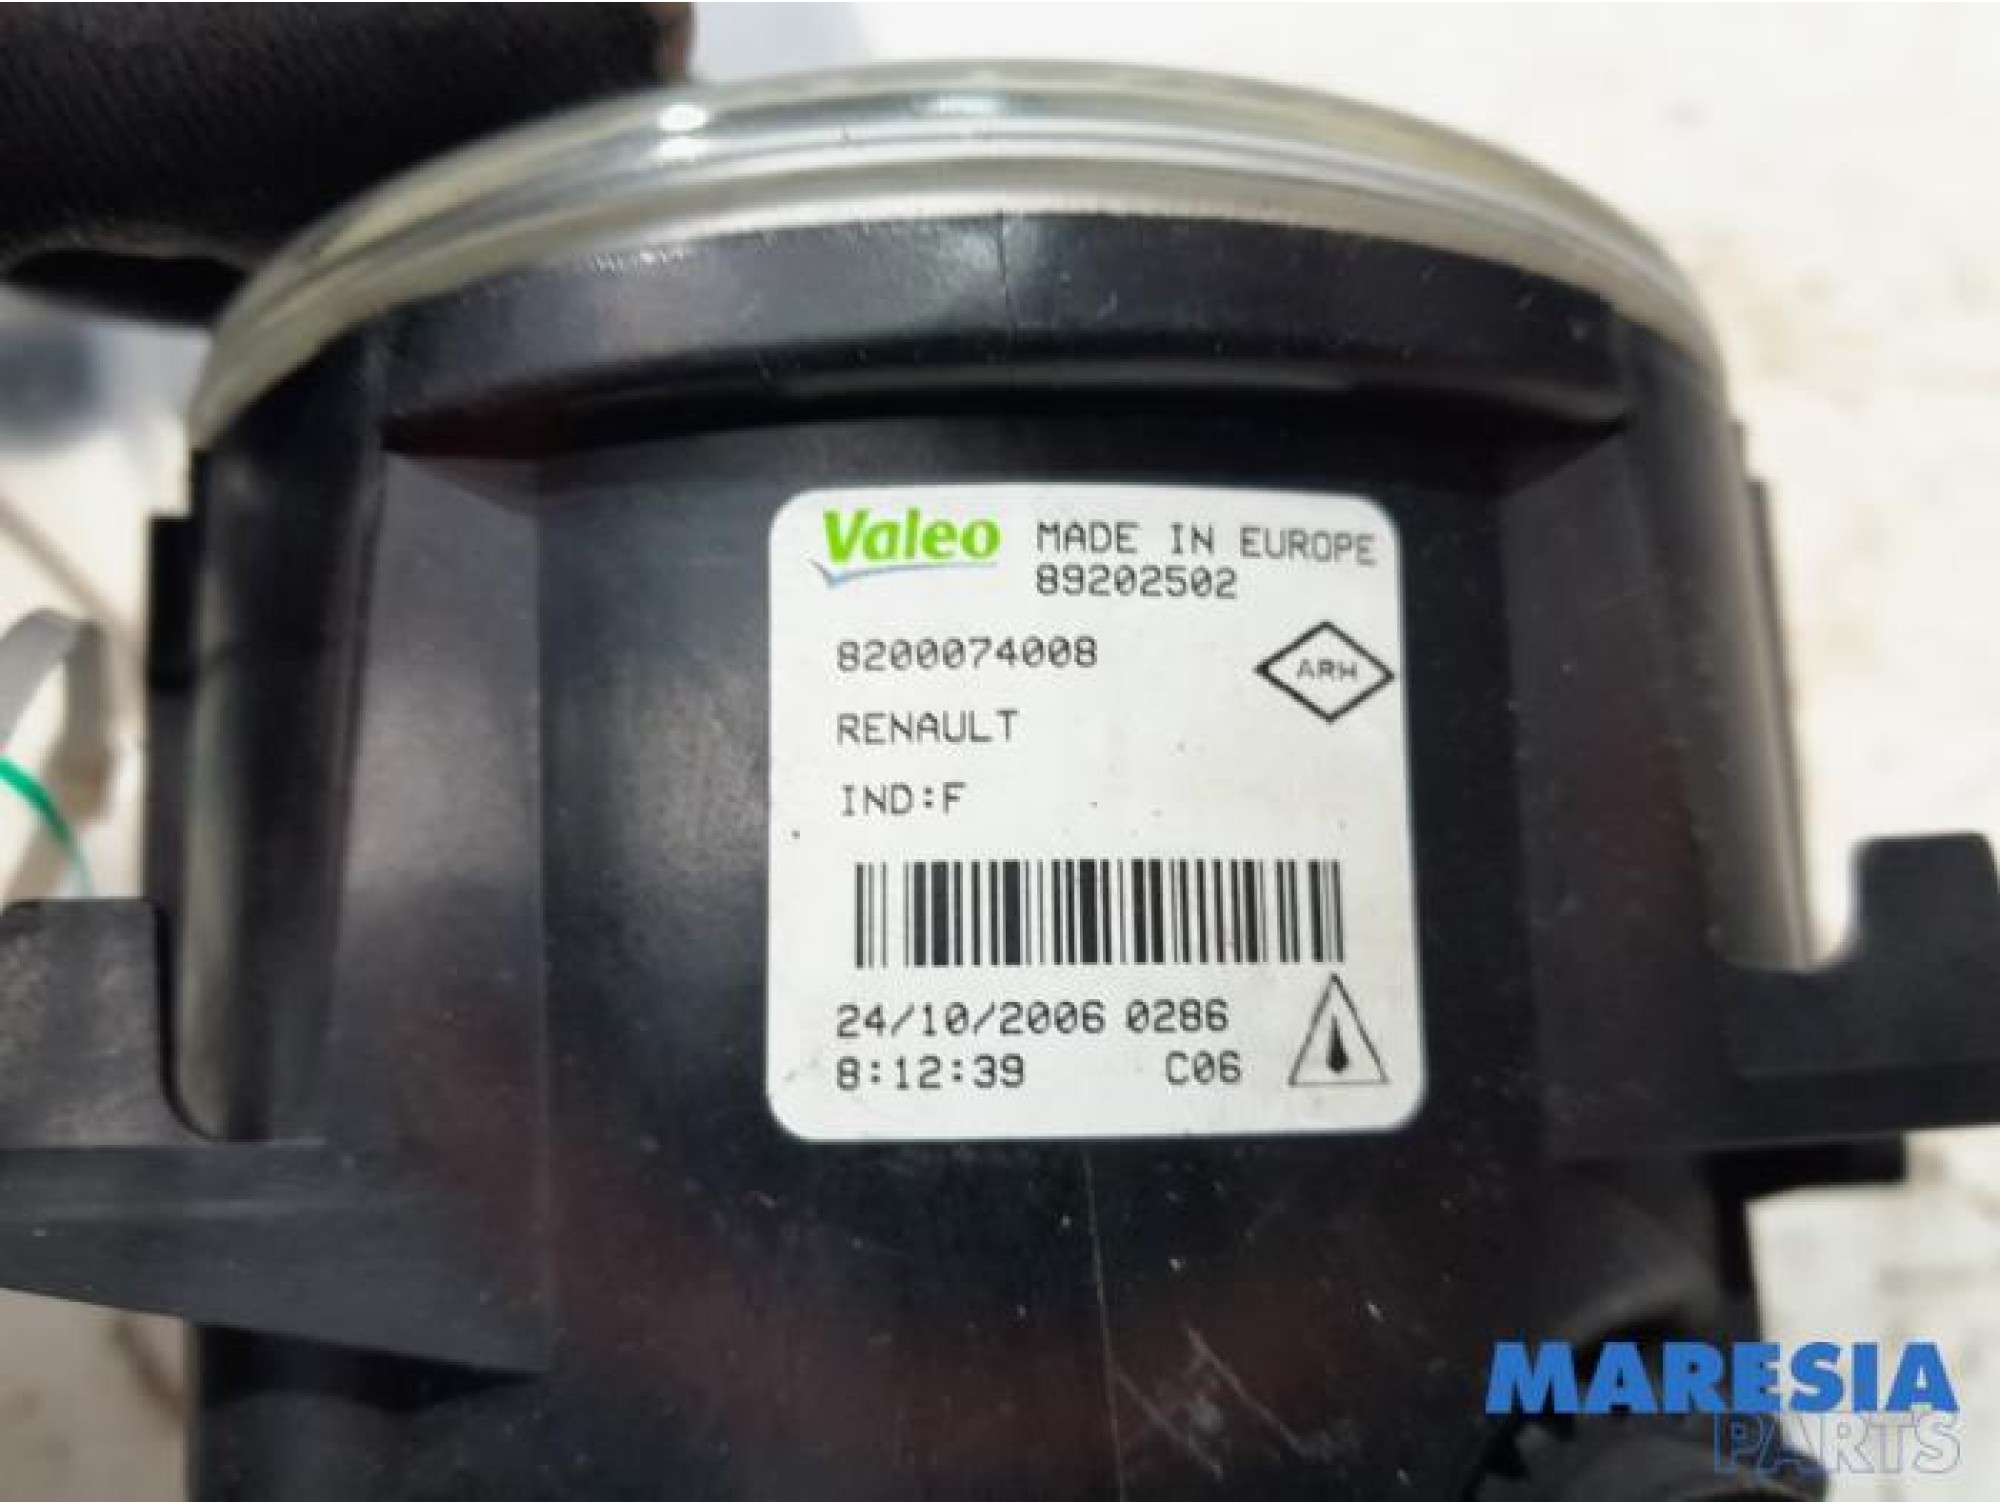 Valeo MADE IN EUROPE
89202502
8200074008
ARH
RENAULT
IND:F
24/10/2006 0286
8:12:39 C06
MARESIA
PARTS